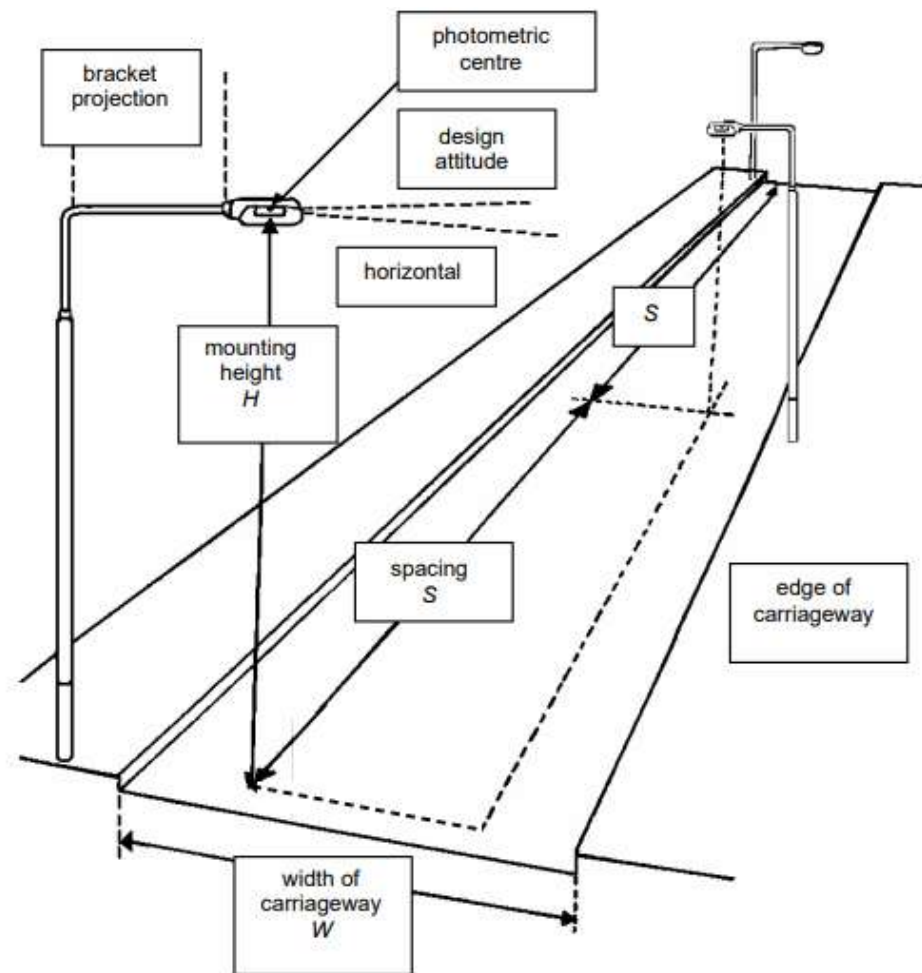 photometric
centre
bracket
projection
design
attitude
horizontal
S
mounting
height
H
spacing
S
edge of
carriageway
width of
carriageway
W